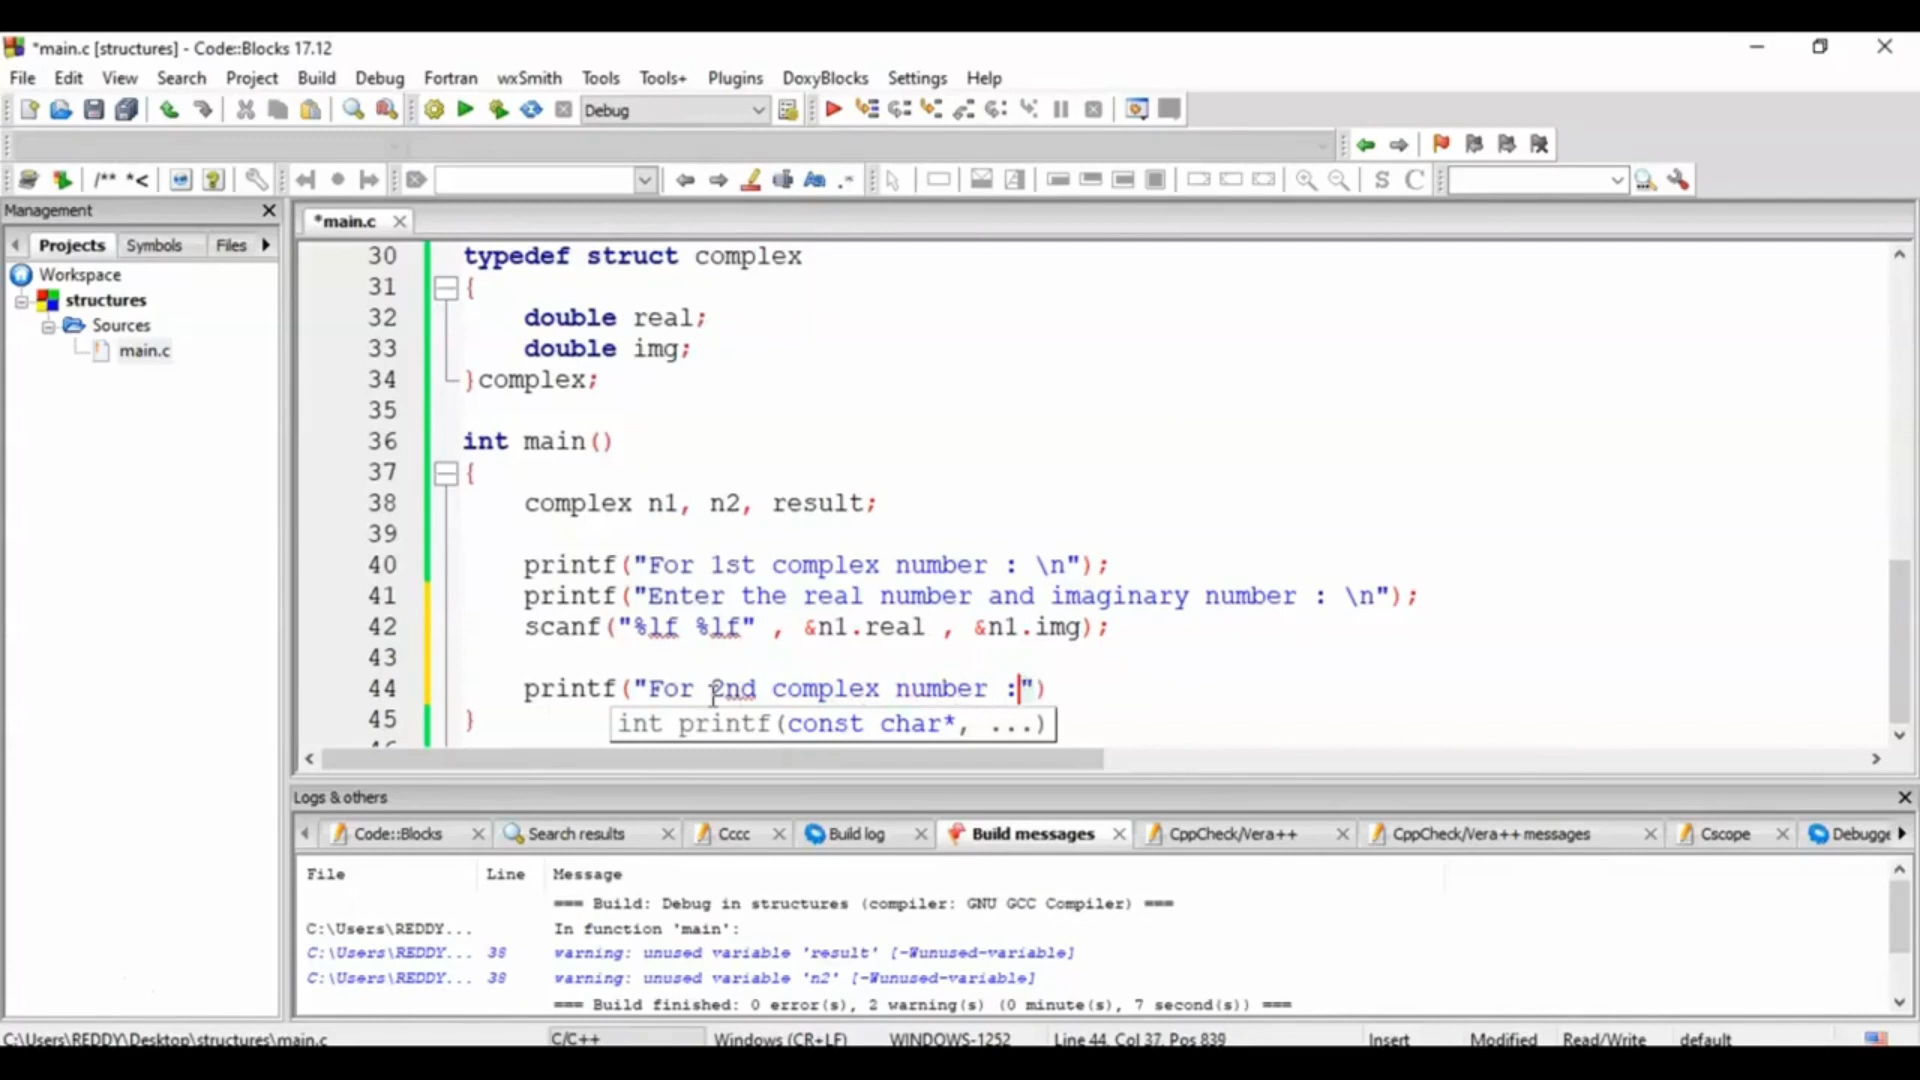 *main.c [structures] - Code::Blocks 17.12
File Edit View Search Project Build Debug Fortran wxSmith Tools Tools+ Plugins DoxyBlocks Settings Help
Debug
/** *<
S C
Management
Projects Symbols Files
Workspace
structures
Sources
main.c
*main.c
30 typedef struct complex
31 {
32 double real;
33 double img;
34 }complex;
35
36 int main()
37 {
38 complex n1, n2, result;
39
40 printf("For 1st complex number : \n");
41 printf("Enter the real number and imaginary number : \n");
42 scanf("%lf %lf" , &n1.real , &n1.img);
43
44 printf("For 2nd complex number :")
45 }
int printf(const char*, ...)
Logs & others
Code::Blocks Search results Cccc Build log Build messages CppCheck/Vera++ CppCheck/Vera++ messages Cscope Debugge
File Line Message
=== Build: Debug in structures (compiler: GNU GCC Compiler) ===
C:\Users\REDDY... In function 'main':
C:\Users\REDDY... 38 warning: unused variable 'result' [-Wunused-variable]
C:\Users\REDDY... 38 warning: unused variable 'n2' [-Wunused-variable]
=== Build finished: 0 error(s), 2 warning(s) (0 minute(s), 7 second(s)) ===
C:\Users\REDDY\Desktop\structures\main.c C/C++ Windows (CR+LF) WINDOWS-1252 Line 44, Col 37, Pos 839 Insert Modified Read/Write default